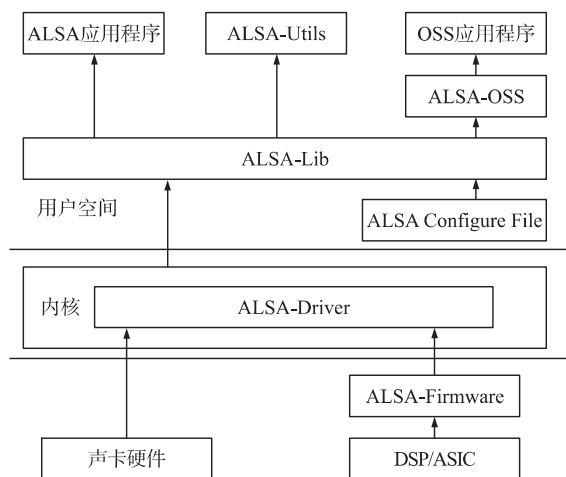 ALSA应用程序
ALSA-Utils
OSS应用程序
ALSA-OSS
ALSA-Lib
用户空间
ALSA Configure File
内核
ALSA-Driver
ALSA-Firmware
声卡硬件
DSP/ASIC